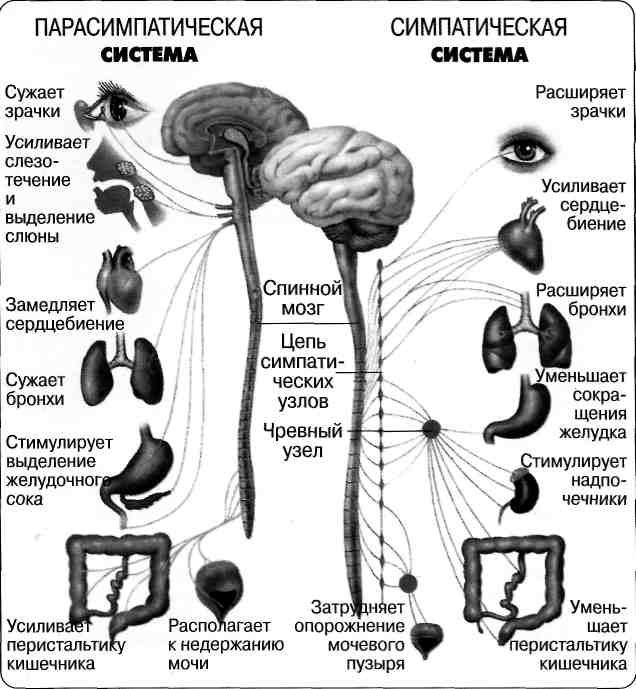 ПАРАСИМПАТИЧЕСКАЯ
СИСТЕМА
Сужает
зрачки
Усиливает
слезо-
течение
и
выделение
слюны
Замедляет
сердцебиение
Сужает
бронхи
Стимулирует
выделение
желудочного
сока
Усиливает
перистальтику
кишечника
Располагает
к недержанию
мочи
Спинной
мозг
Цепь
симпати-
ческих
узлов
Чревный
узел
СИМПАТИЧЕСКАЯ
СИСТЕМА
Расширяет
зрачки
Усиливает
сердце-
биение
Расширяет
бронхи
Уменьшает
сокра-
щения
желудка
Стимулирует
надпо-
чечники
Затрудняет
опорожнение
мочевого
пузыря
Умень-
шает
перистальтику
кишечника